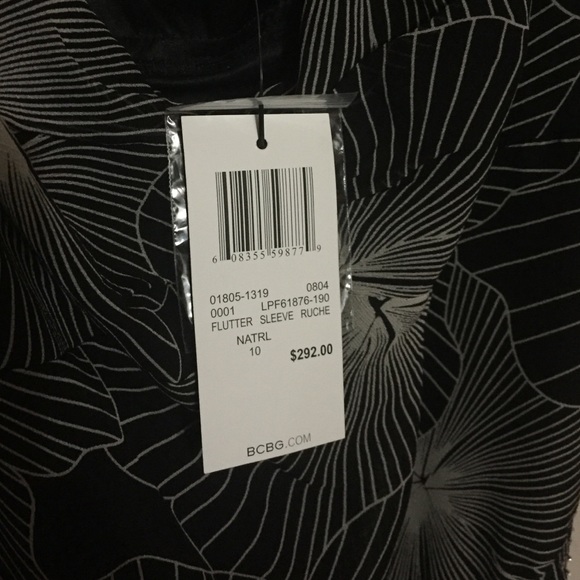 6 08355 59877 9
01805-1319 0804
0001 LPF61876-190
FLUTTER SLEEVE RUCHE
NATRL
10 $292.00
BCBG.COM